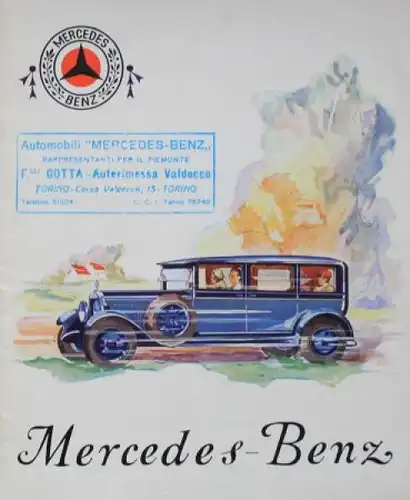 MERCEDES
BENZ
Automobili "MERCEDES-BENZ„
RAPPRESENTANTI PER IL PIEMONTE
F.lli GOTTA - Autorimessa Valdocco
TORINO - Corso Valdocco, 15 - TORINO
Telefono
Mercedes-Benz